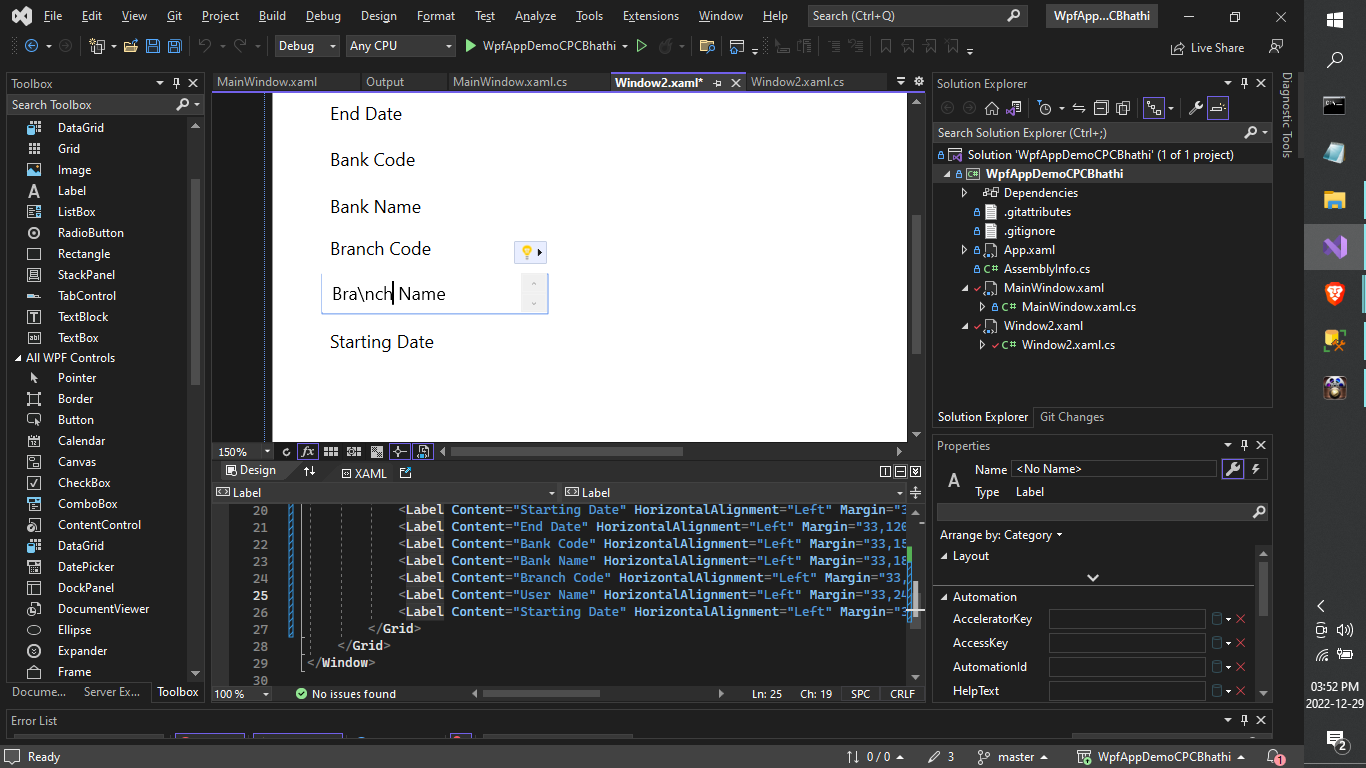 File Edit View Git Project Build Debug Design Format Test Analyze Tools Extensions Window Help Search (Ctrl+Q) WpfApp...CBhathi
Debug Any CPU WpfAppDemoCPCBhathi Live Share
Toolbox
Search Toolbox
DataGrid
Grid
Image
Label
ListBox
RadioButton
Rectangle
StackPanel
TabControl
TextBlock
TextBox
All WPF Controls
Pointer
Border
Button
Calendar
Canvas
CheckBox
ComboBox
ContentControl
DataGrid
DatePicker
DockPanel
DocumentViewer
Ellipse
Expander
Frame
Docume... Server Ex... Toolbox
MainWindow.xaml Output MainWindow.xaml.cs Window2.xaml* Window2.xaml.cs
End Date
Bank Code
Bank Name
Branch Code
Bra\nch Name
Starting Date
150% fx
Design XAML
Label Label
20 <Label Content="Starting Date" HorizontalAlignment="Left" Margin="3
21 <Label Content="End Date" HorizontalAlignment="Left" Margin="33,120
22 <Label Content="Bank Code" HorizontalAlignment="Left" Margin="33,15
23 <Label Content="Bank Name" HorizontalAlignment="Left" Margin="33,18
24 <Label Content="Branch Code" HorizontalAlignment="Left" Margin="33,
25 <Label Content="User Name" HorizontalAlignment="Left" Margin="33,24
26 <Label Content="Starting Date" HorizontalAlignment="Left" Margin="3
27 </Grid>
28 </Grid>
29 </Window>
30
100 % No issues found Ln: 25 Ch: 19 SPC CRLF
Solution Explorer
Search Solution Explorer (Ctrl+;)
Solution 'WpfAppDemoCPCBhathi' (1 of 1 project)
WpfAppDemoCPCBhathi
Dependencies
.gitattributes
.gitignore
App.xaml
C# AssemblyInfo.cs
MainWindow.xaml
C# MainWindow.xaml.cs
Window2.xaml
C# Window2.xaml.cs
Solution Explorer Git Changes
Properties
Name <No Name>
Type Label
Arrange by: Category
Layout
Automation
AcceleratorKey
AccessKey
AutomationId
HelpText
Diagnostic Tools
03:52 PM
2022-12-29
2
Error List
Ready 0 / 0 3 master WpfAppDemoCPCBhathi 1